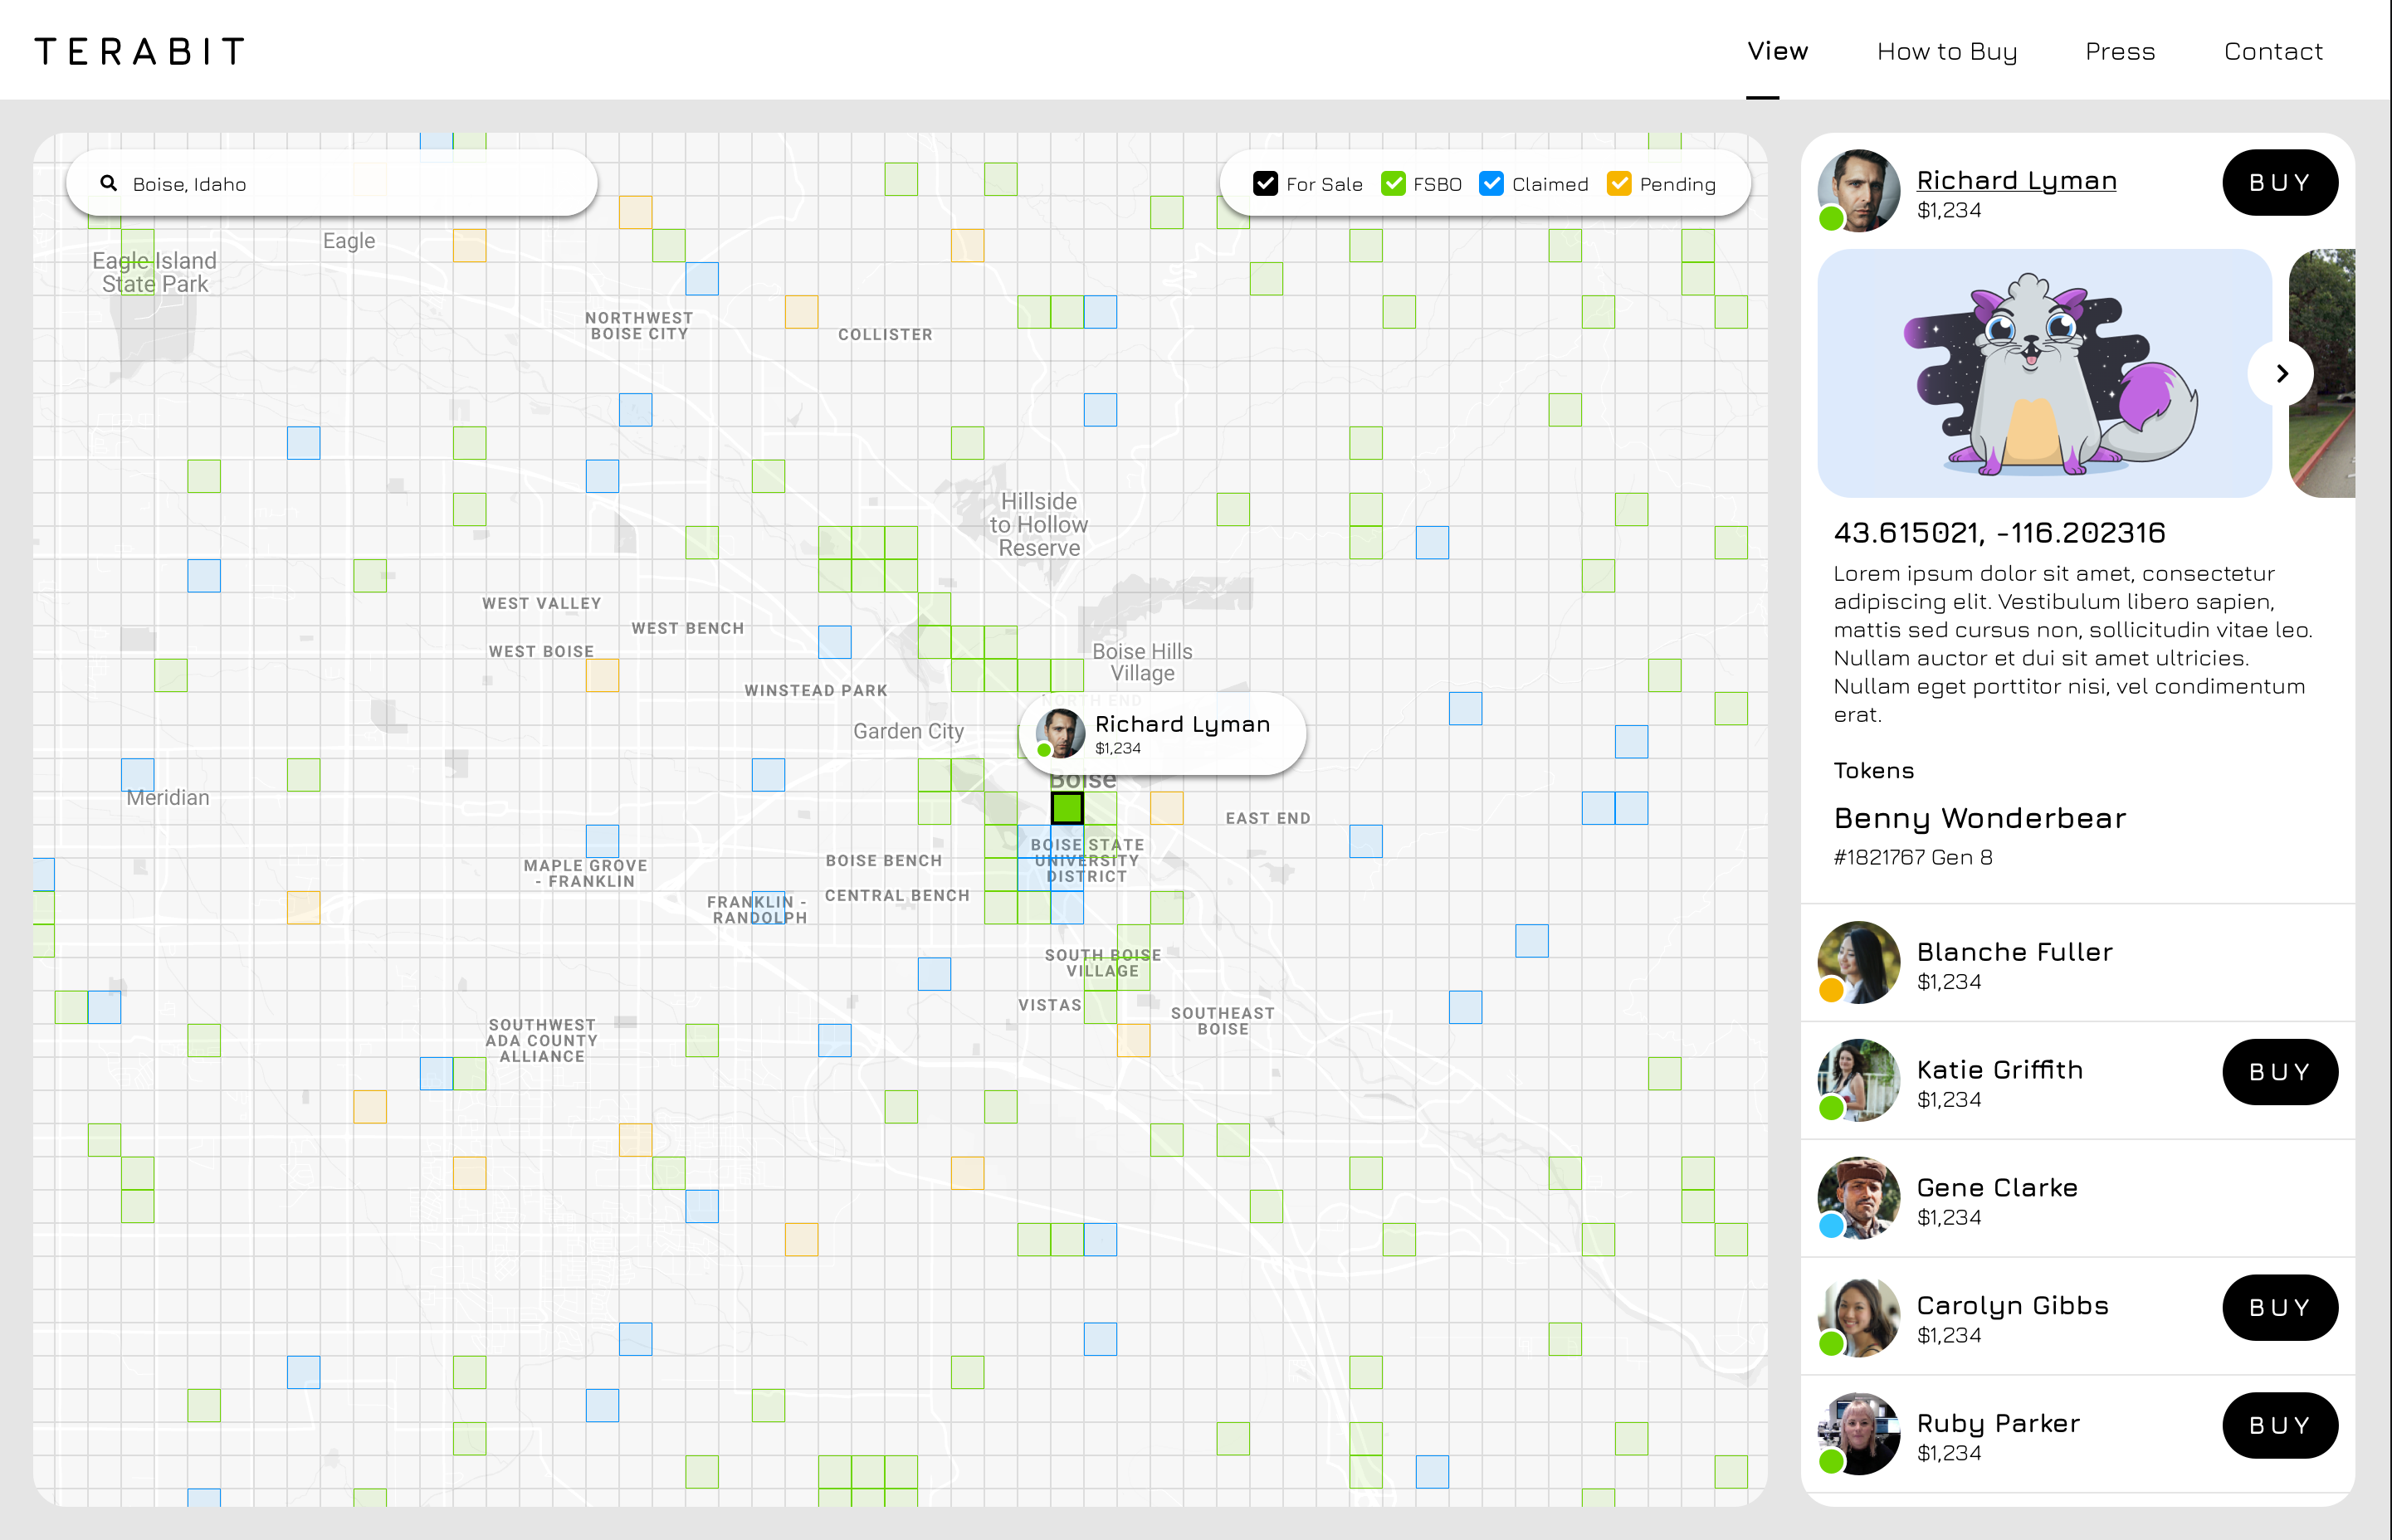 TERABIT
View
How to Buy
Press
Contact
Boise, Idaho
For Sale
FSBO
Claimed
Pending
Eagle
Eagle Island
State Park
NORTHWEST
BOISE CITY
COLLISTER
Hillside
to Hollow
Reserve
WEST VALLEY
WEST BENCH
WEST BOISE
Boise Hills
Village
WINSTEAD PARK
NORTH END
Garden City
Richard Lyman
$1,234
Boise
Meridian
EAST END
BOISE STATE
UNIVERSITY
DISTRICT
MAPLE GROVE
- FRANKLIN
BOISE BENCH
CENTRAL BENCH
FRANKLIN -
RANDOLPH
SOUTH BOISE
VILLAGE
VISTAS
SOUTHEAST
BOISE
SOUTHWEST
ADA COUNTY
ALLIANCE
Richard Lyman
$1,234
BUY
43.615021, -116.202316
Lorem ipsum dolor sit amet, consectetur
adipiscing elit. Vestibulum libero sapien,
mattis sed cursus non, sollicitudin vitae leo.
Nullam auctor et dui sit amet ultricies.
Nullam eget porttitor nisi, vel condimentum
erat.
Tokens
Benny Wonderbear
#1821767 Gen 8
Blanche Fuller
$1,234
Katie Griffith
$1,234
BUY
Gene Clarke
$1,234
Carolyn Gibbs
$1,234
BUY
Ruby Parker
$1,234
BUY